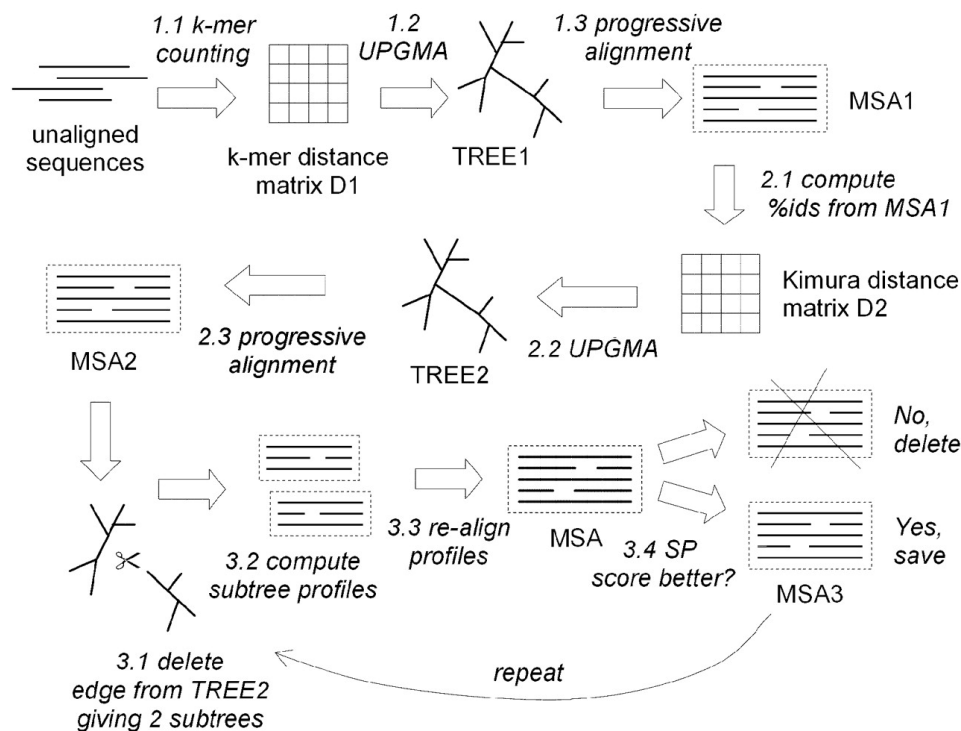 1.1 k-mer
counting
1.2
UPGMA
1.3 progressive
alignment
unaligned
sequences
k-mer distance
matrix D1
TREE1
MSA1
2.1 compute
%ids from MSA1
Kimura distance
matrix D2
2.2 UPGMA
TREE2
2.3 progressive
alignment
MSA2
3.1 delete
edge from TREE2
giving 2 subtrees
3.2 compute
subtree profiles
3.3 re-align
profiles
MSA
3.4 SP
score better?
No,
delete
Yes,
save
MSA3
repeat